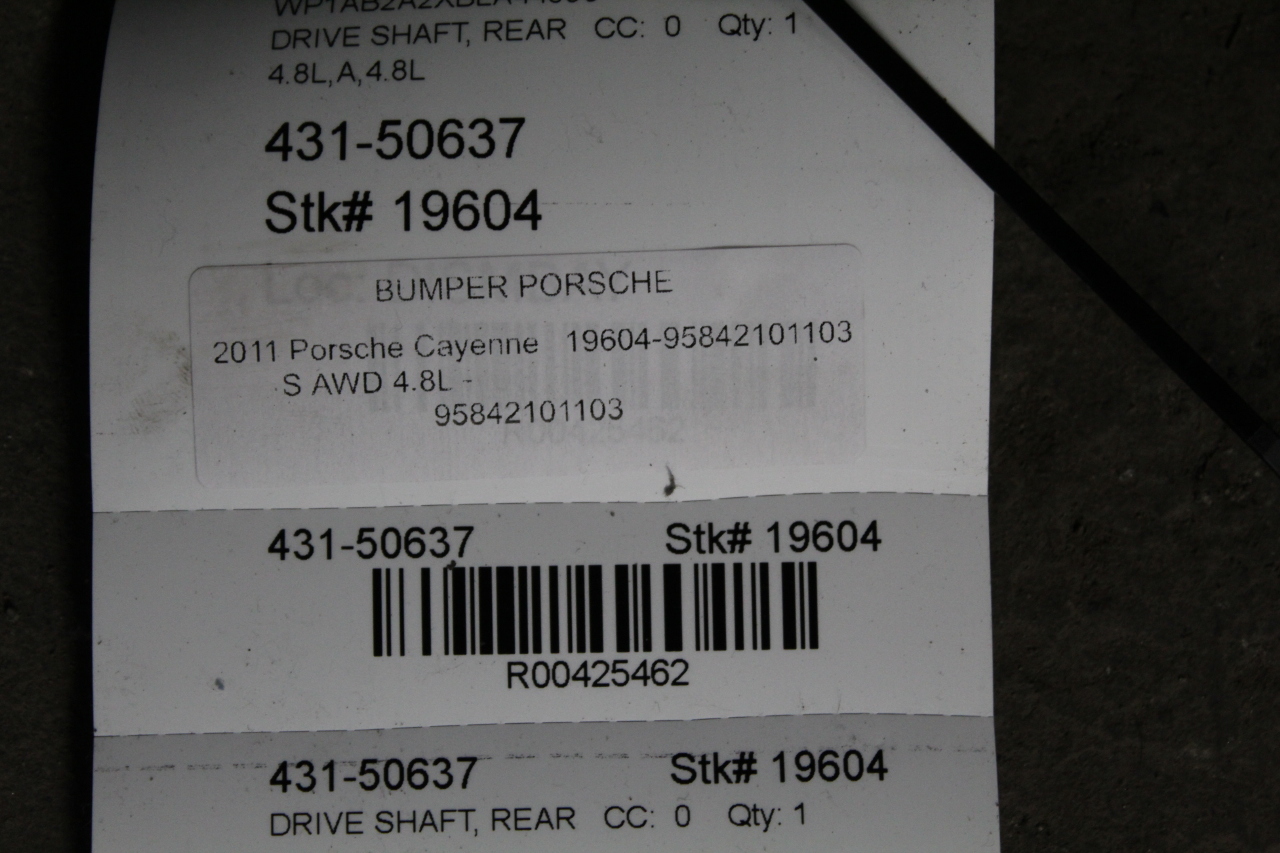 DRIVE SHAFT, REAR CC: 0 Qty: 1
4.8L,A,4.8L
431-50637
Stk# 19604
BUMPER PORSCHE
2011 Porsche Cayenne 19604-95842101103
S AWD 4.8L -
95842101103
R00425462
431-50637 Stk# 19604
R00425462
431-50637 Stk# 19604
DRIVE SHAFT, REAR CC: 0 Qty: 1